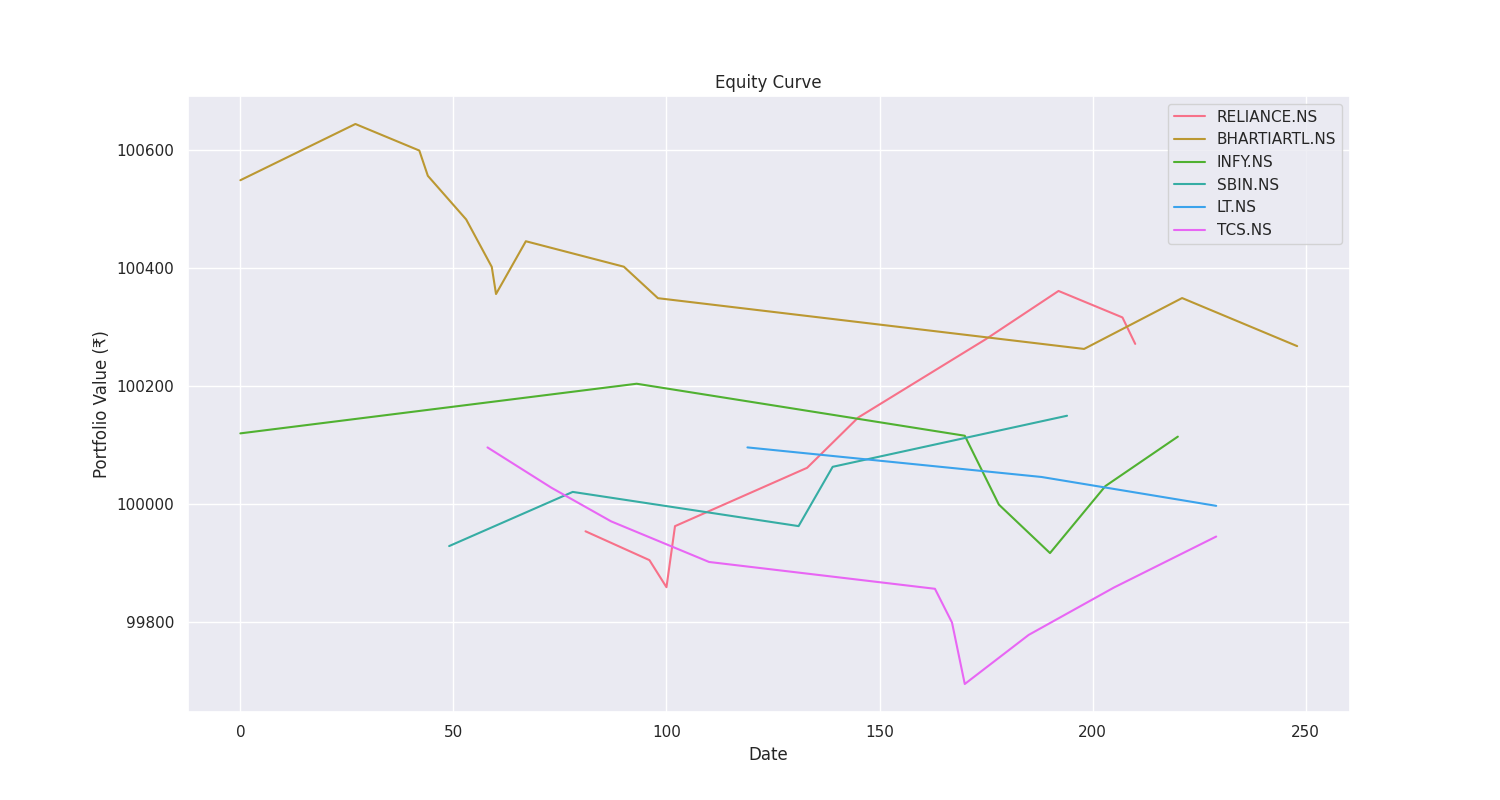 Equity Curve
RELIANCE.NS
BHARTIARTL.NS
INFY.NS
SBIN.NS
LT.NS
TCS.NS
100600
100400
100200
100000
99800
Portfolio Value (₹)
0 50 100 150 200 250
Date